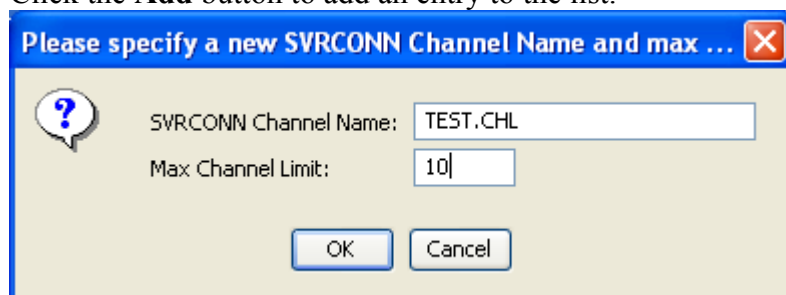 Click the Add button to add an entry to the list.
Please specify a new SVRCONN Channel Name and max ...
SVRCONN Channel Name: TEST.CHL
Max Channel Limit: 10
OK Cancel